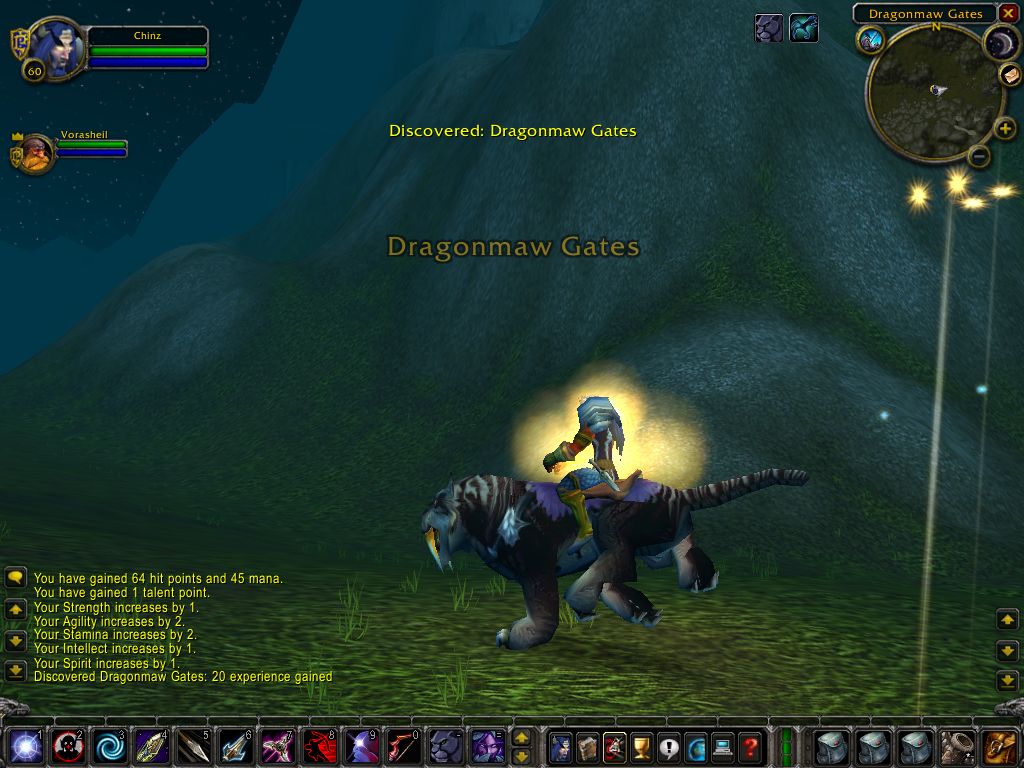 Chinz
60
Vorasheil
Dragonmaw Gates
N
Discovered: Dragonmaw Gates
Dragonmaw Gates
You have gained 64 hit points and 45 mana.
You have gained 1 talent point.
Your Strength increases by 1.
Your Agility increases by 2.
Your Stamina increases by 2.
Your Intellect increases by 1.
Your Spirit increases by 1.
Discovered Dragonmaw Gates: 20 experience gained
1 2 3 4 5 6 7 8 9 0 - =